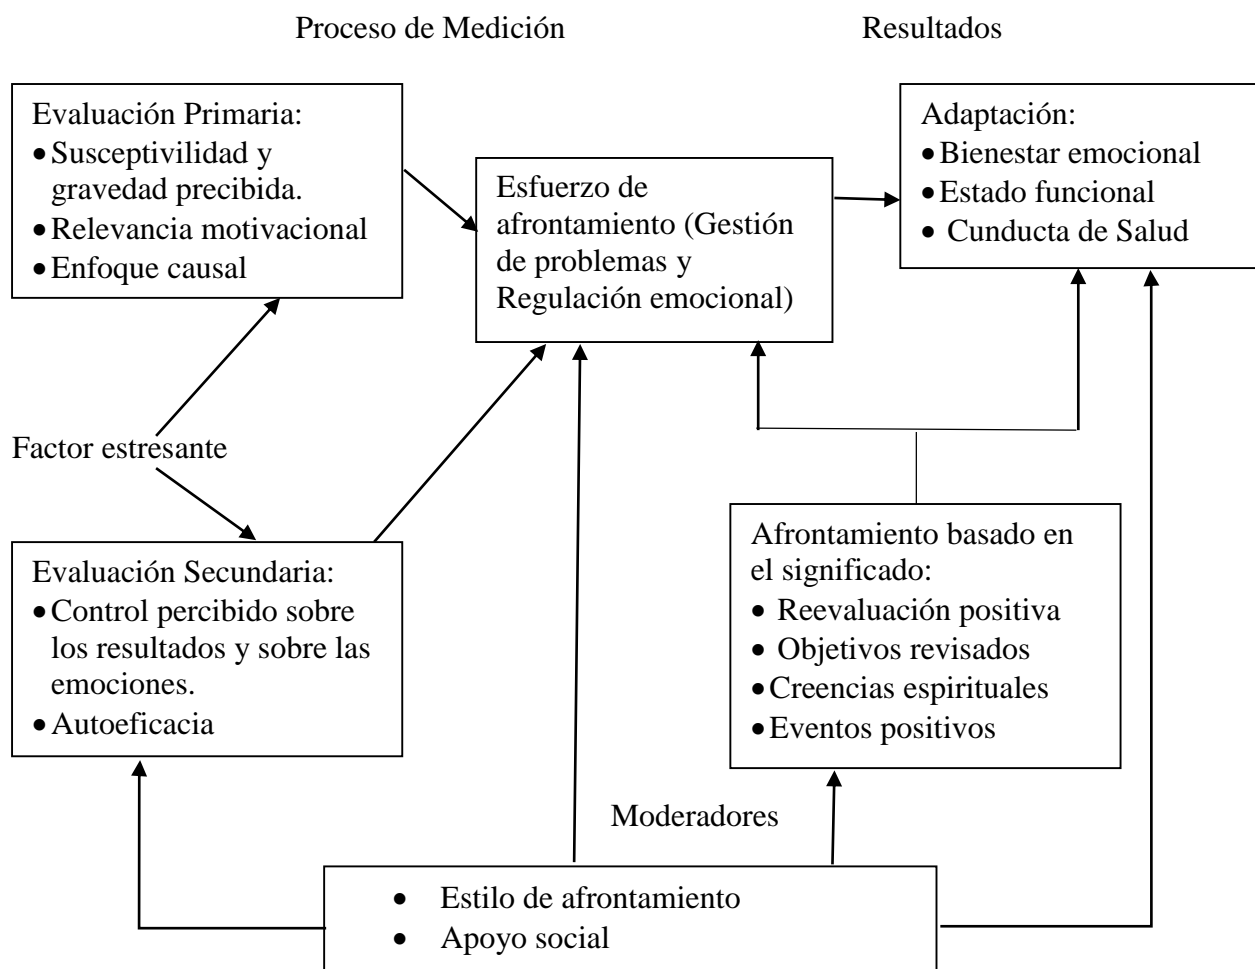 Proceso de Medición
Resultados
Evaluación Primaria:
• Susceptivilidad y
gravedad precibida.
• Relevancia motivacional
• Enfoque causal
Esfuerzo de
afrontamiento (Gestión
de problemas y
Regulación emocional)
Adaptación:
• Bienestar emocional
• Estado funcional
• Cunducta de Salud
Factor estresante
Evaluación Secundaria:
• Control percibido sobre
los resultados y sobre las
emociones.
• Autoeficacia
Afrontamiento basado en
el significado:
• Reevaluación positiva
• Objetivos revisados
• Creencias espirituales
• Eventos positivos
Moderadores
• Estilo de afrontamiento
• Apoyo social